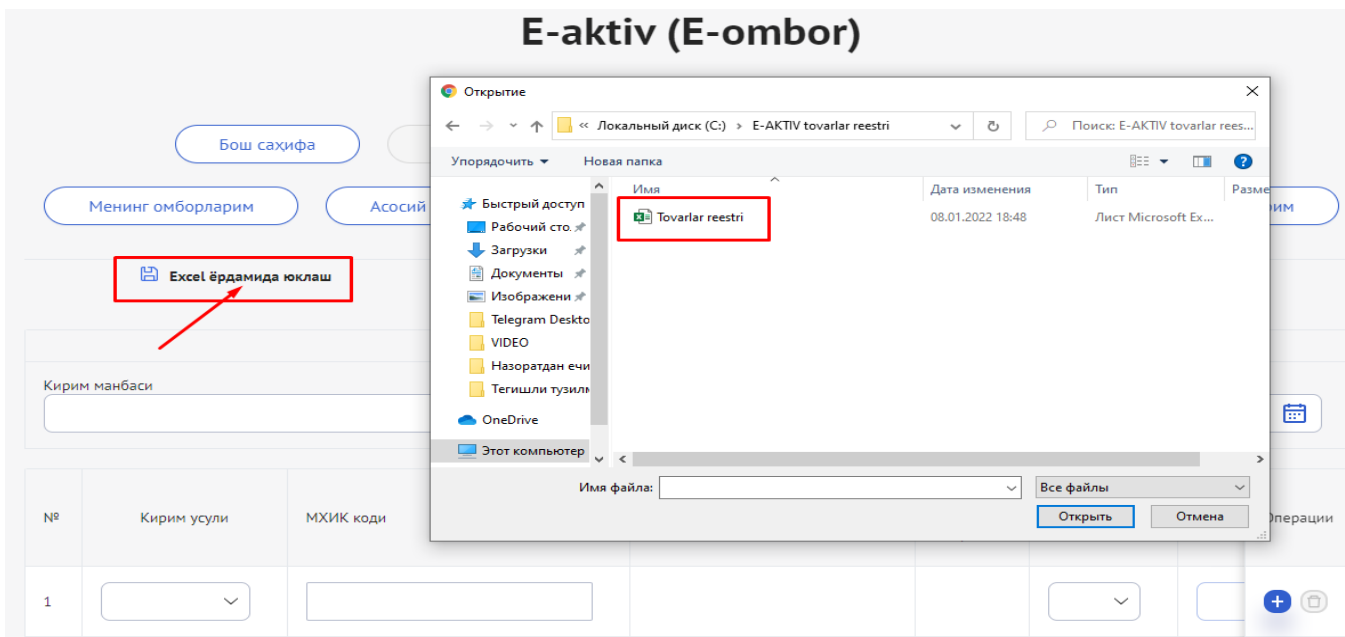 E-aktiv (E-ombor)
Открытие
« Локальный диск (C:) › E-AKTIV tovarlar reestri
Поиск: E-AKTIV tovarlar rees...
Бош саҳифа
Упорядочить
Новая папка
Имя
Дата изменения
Тип
Разме
Менинг омборларим
Асосий
им
Быстрый доступ
Tovarlar reestri
08.01.2022 18:48
Лист Microsoft Ex...
Рабочий сто.
Загрузки
Excel ёрдамида юклаш
Документы
Изображени
Telegram Deskto
VIDEO
Назоратдан ечи
Кирим манбаси
Тегишли тузилм
OneDrive
Этот компьютер
Имя файла:
Все файлы
Открыть
Отмена
№
Кирим усули
МХИК коди
Операции
1